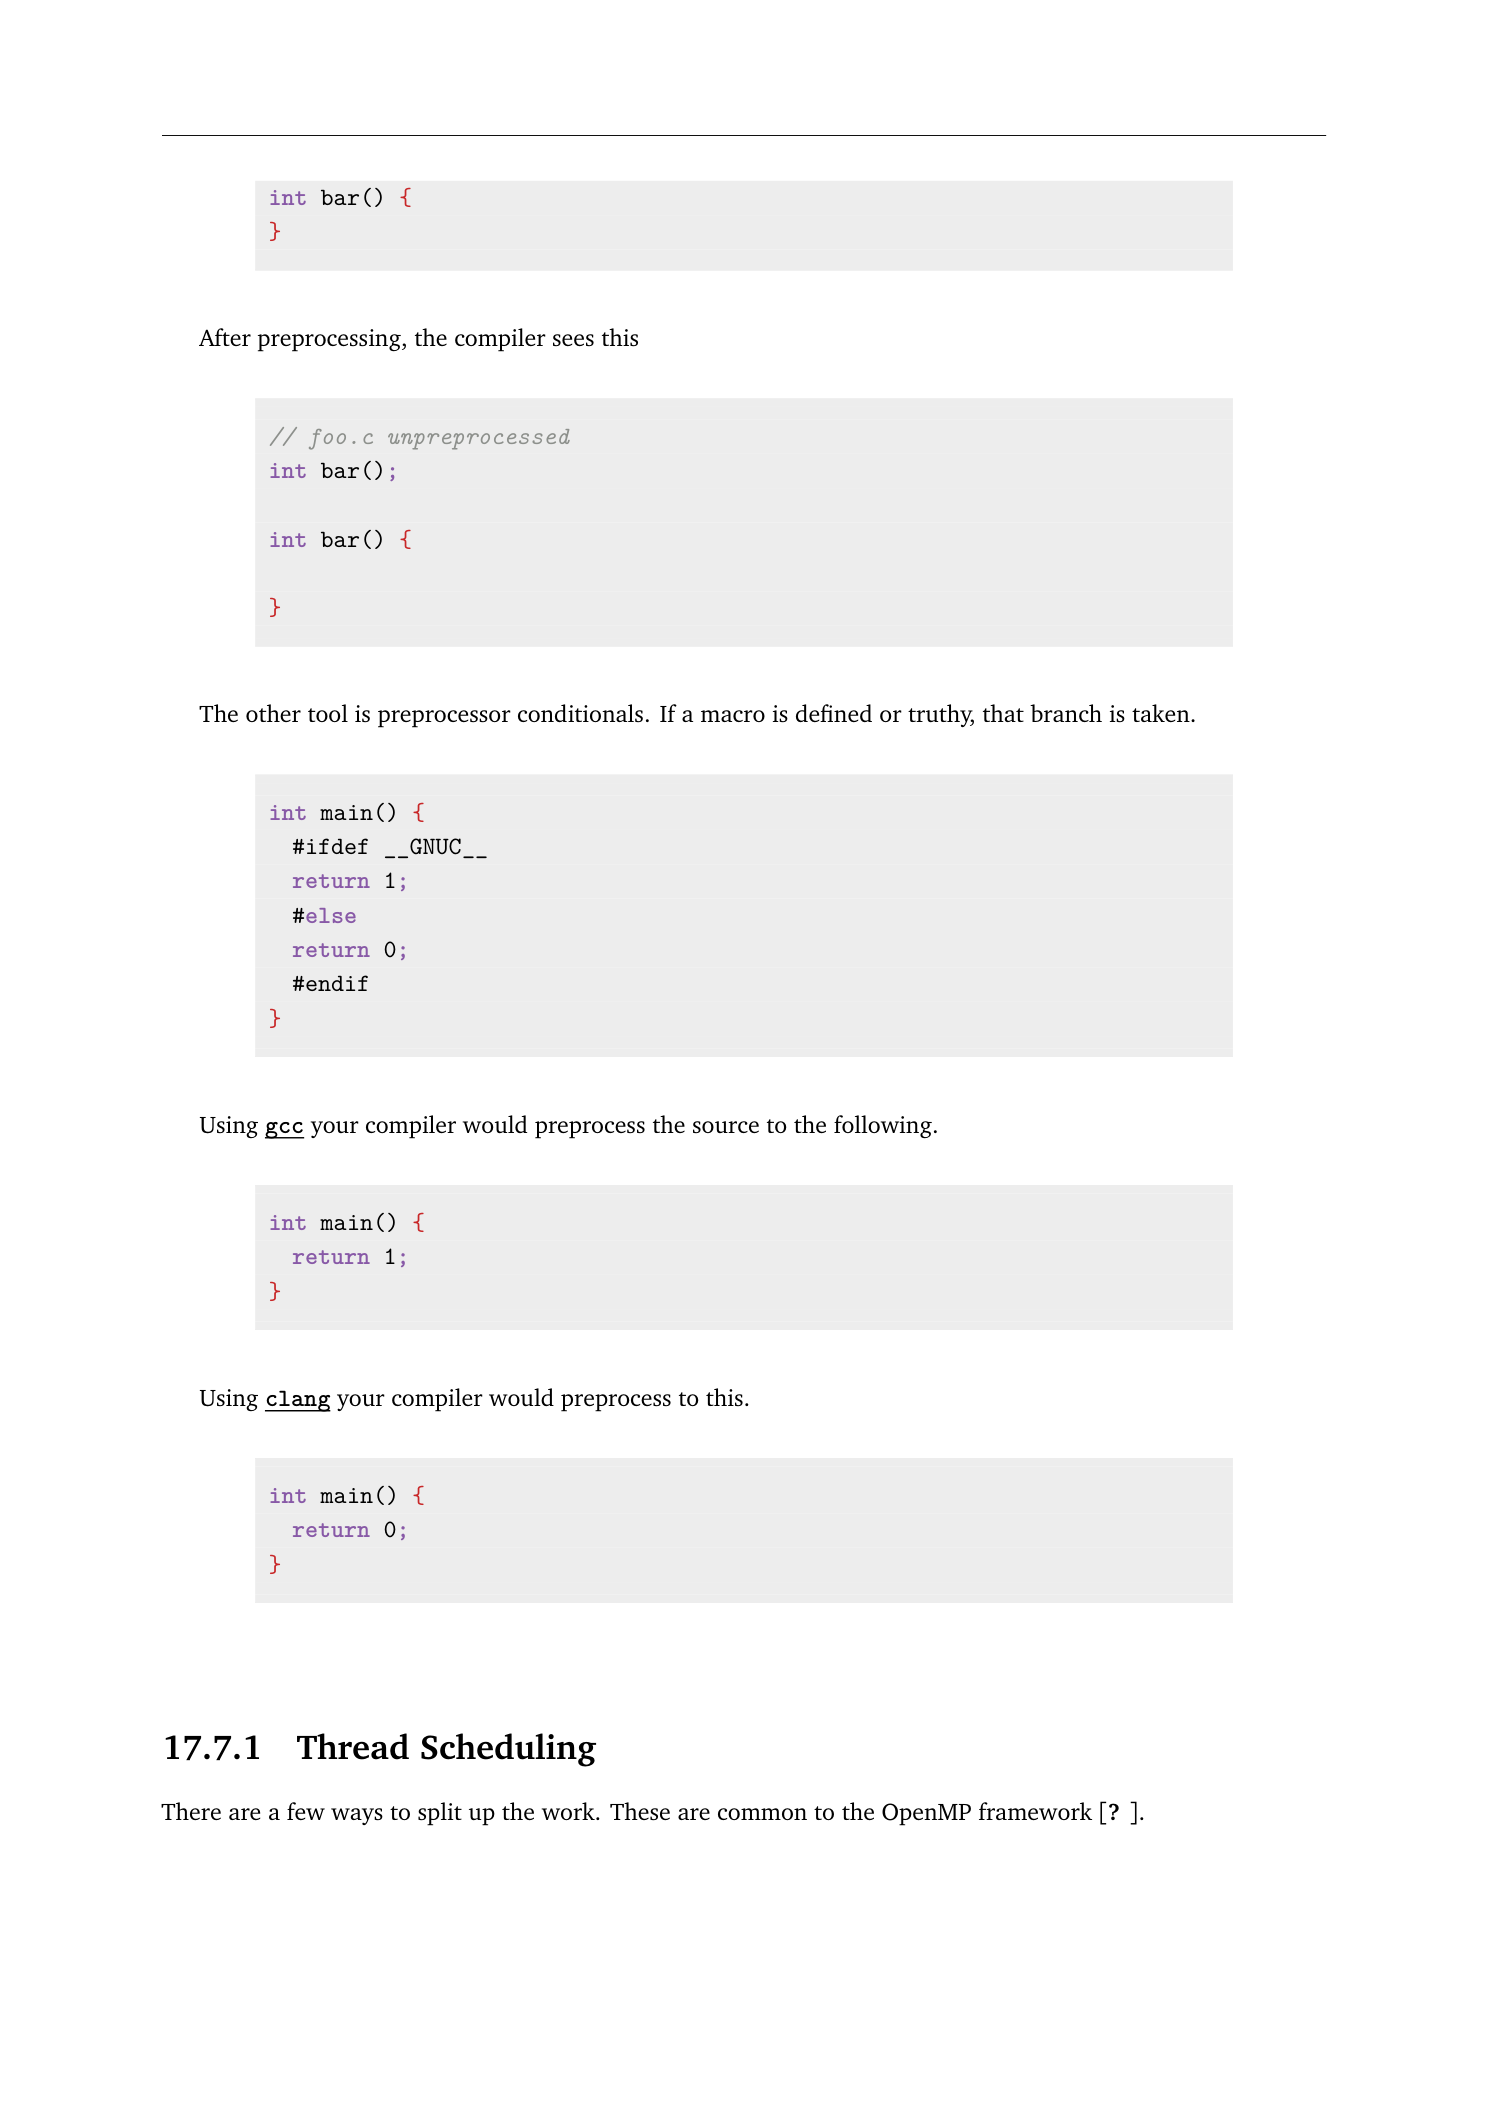 int bar() {
}
After preprocessing, the compiler sees this
// foo.c unpreprocessed
int bar();
int bar() {
}
The other tool is preprocessor conditionals. If a macro is defined or truthy, that branch is taken.
int main() {
  #ifdef __GNUC__
  return 1;
  #else
  return 0;
  #endif
}
Using gcc your compiler would preprocess the source to the following.
int main() {
  return 1;
}
Using clang your compiler would preprocess to this.
int main() {
  return 0;
}
17.7.1 Thread Scheduling
There are a few ways to split up the work. These are common to the OpenMP framework [? ].